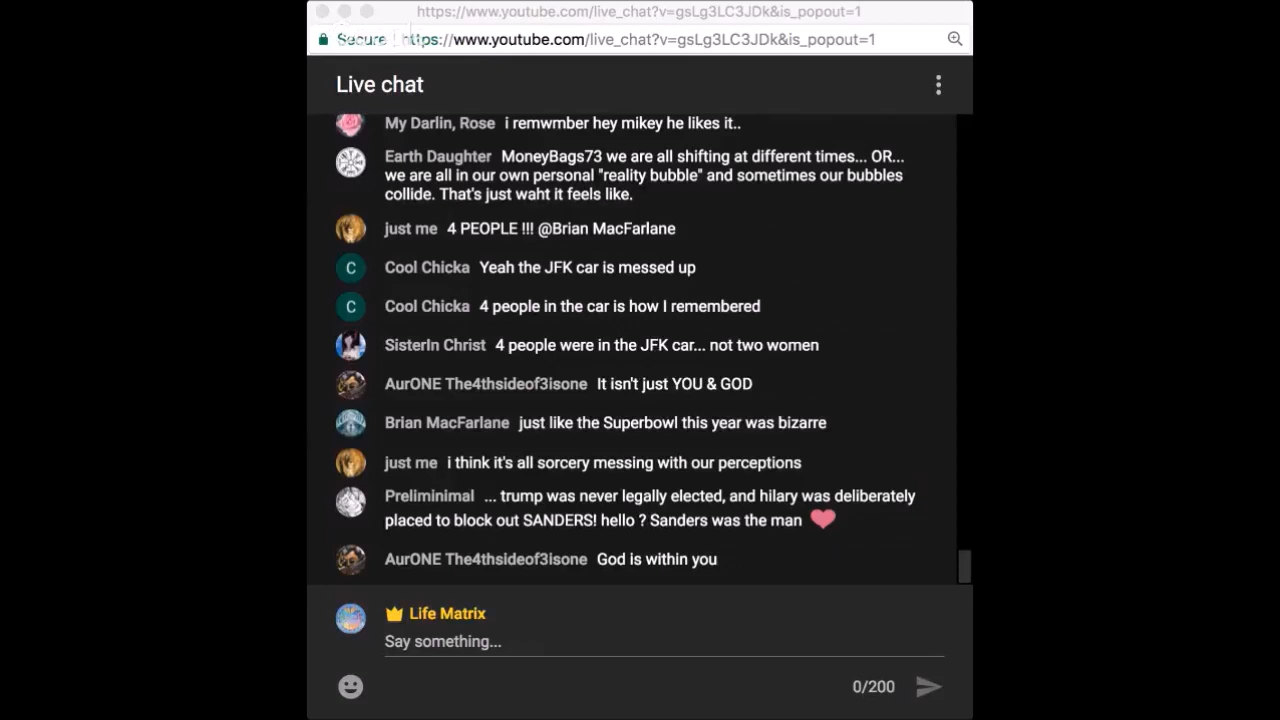 https://www.youtube.com/live_chat?v=gsLg3LC3JDk&is_popout=1
Secure https://www.youtube.com/live_chat?v=gsLg3LC3JDk&is_popout=1
Live chat
My Darlin, Rose i remwmber hey mikey he likes it..
Earth Daughter MoneyBags73 we are all shifting at different times... OR...
we are all in our own personal "reality bubble" and sometimes our bubbles
collide. That's just waht it feels like.
just me 4 PEOPLE !!! @Brian MacFarlane
C Cool Chicka Yeah the JFK car is messed up
C Cool Chicka 4 people in the car is how I remembered
SisterIn Christ 4 people were in the JFK car... not two women
AurONE The4thsideof3isone It isn't just YOU & GOD
Brian MacFarlane just like the Superbowl this year was bizarre
just me i think it's all sorcery messing with our perceptions
Preliminimal ... trump was never legally elected, and hilary was deliberately
placed to block out SANDERS! hello ? Sanders was the man
AurONE The4thsideof3isone God is within you
Life Matrix
Say something...
0/200